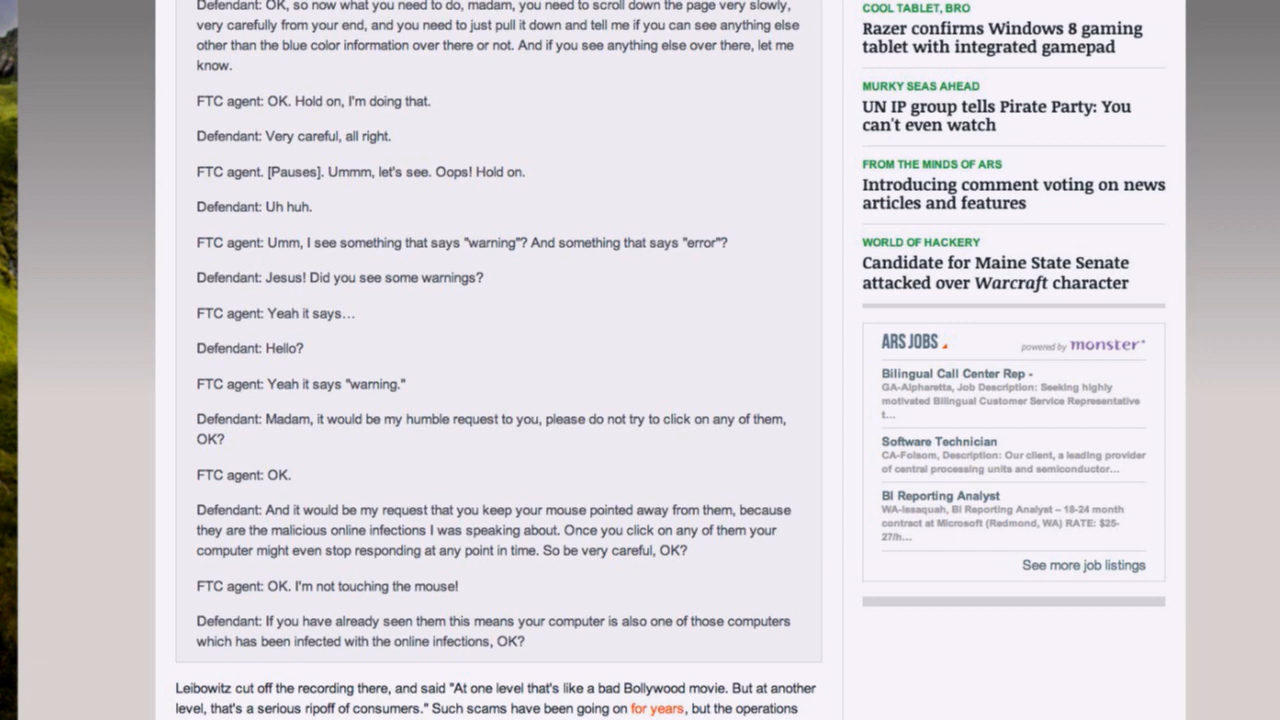 Defendant: OK, so now what you need to do, madam, you need to scroll down the page very slowly,
very carefully from your end, and you need to just pull it down and tell me if you can see anything else
other than the blue color information over there or not. And if you see anything else over there, let me
know.
FTC agent: OK. Hold on, I'm doing that.
Defendant: Very careful, all right.
FTC agent. [Pauses]. Ummm, let's see. Oops! Hold on.
Defendant: Uh huh.
FTC agent: Umm, I see something that says "warning"? And something that says "error"?
Defendant: Jesus! Did you see some warnings?
FTC agent: Yeah it says…
Defendant: Hello?
FTC agent: Yeah it says "warning."
Defendant: Madam, it would be my humble request to you, please do not try to click on any of them,
OK?
FTC agent: OK.
Defendant: And it would be my request that you keep your mouse pointed away from them, because
they are the malicious online infections I was speaking about. Once you click on any of them your
computer might even stop responding at any point in time. So be very careful, OK?
FTC agent: OK. I'm not touching the mouse!
Defendant: If you have already seen them this means your computer is also one of those computers
which has been infected with the online infections, OK?
Leibowitz cut off the recording there, and said "At one level that's like a bad Bollywood movie. But at another
level, that's a serious ripoff of consumers." Such scams have been going on for years, but the operations
COOL TABLET, BRO
Razer confirms Windows 8 gaming
tablet with integrated gamepad
MURKY SEAS AHEAD
UN IP group tells Pirate Party: You
can't even watch
FROM THE MINDS OF ARS
Introducing comment voting on news
articles and features
WORLD OF HACKERY
Candidate for Maine State Senate
attacked over Warcraft character
ARS JOBS
powered by monster
Bilingual Call Center Rep -
GA-Alpharetta, Job Description: Seeking highly
motivated Bilingual Customer Service Representative
t...
Software Technician
CA-Folsom, Description: Our client, a leading provider
of central processing units and semiconductor...
BI Reporting Analyst
WA-Issaquah, BI Reporting Analyst – 18-24 month
contract at Microsoft (Redmond, WA) RATE: $25-
27/h...
See more job listings